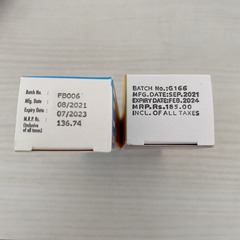 Batch No. : FB006
Mfg. Date : 08/2021
Expiry Date : 07/2023
M.R.P. Rs. : 136.74
(Inclusive
of all taxes)
BATCH No.:G166
MFG.DATE:SEP.2021
EXPIRY DATE:FEB.2024
M.R.P.Rs.185.00
INCL.OF ALL TAXES